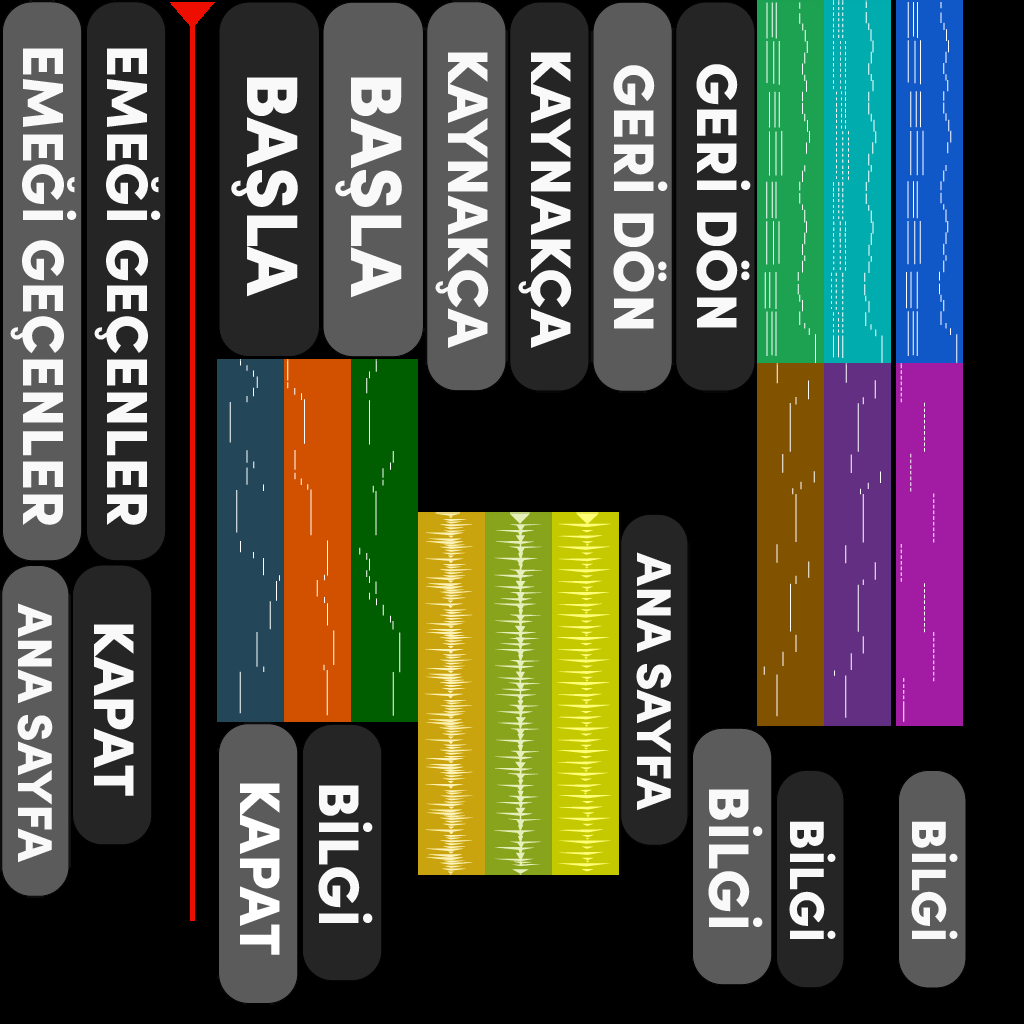 EMEĞİ GEÇENLER
EMEĞİ GEÇENLER
BAŞLA
BAŞLA
KAYNAKÇA
KAYNAKÇA
GERİ DÖN
GERİ DÖN
ANA SAYFA
KAPAT
ANA SAYFA
KAPAT
BİLGİ
BİLGİ
BİLGİ
BİLGİ